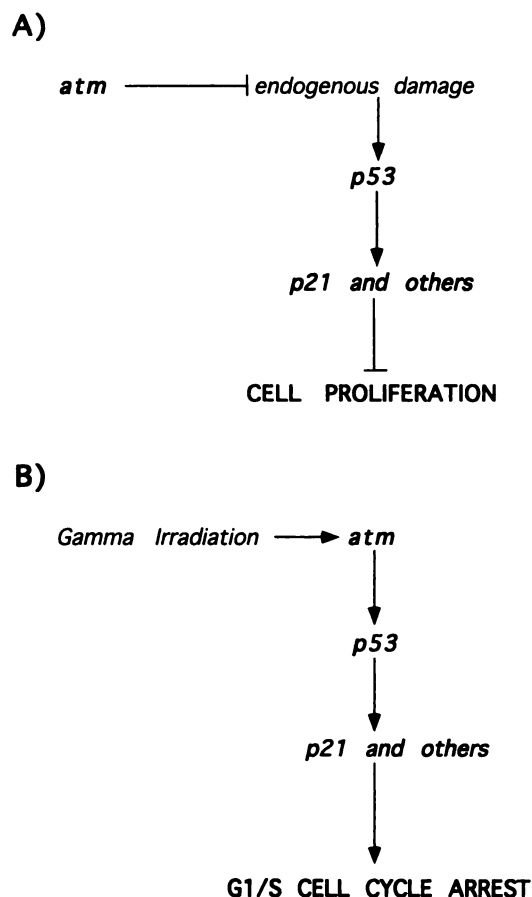 A)
atm endogenous damage
p53
p21 and others
CELL PROLIFERATION
B)
Gamma Irradiation atm
p53
p21 and others
G1/S CELL CYCLE ARREST